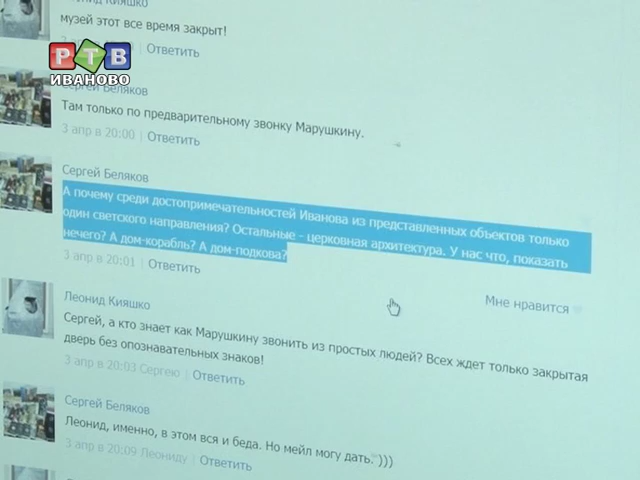 Леонид Кияшко
музей этот все время закрыт!
Ответить
РТВ
ИВАНОВО
Сергей Беляков
Там только по предварительному звонку Марушкину.
3 апр в 20:00 | Ответить
Сергей Беляков
А почему среди достопримечательностей Иванова из представленных объектов только
один светского направления? Остальные - церковная архитектура. У нас что, показать
нечего? А дом-корабль? А дом-подкова?
3 апр в 20:01 | Ответить
Мне нравится
Леонид Кияшко
Сергей, а кто знает как Марушкину звонить из простых людей? Всех ждет только закрытая
дверь без опознавательных знаков!
3 апр в 20:03 Сергею | Ответить
Сергей Беляков
Леонид, именно, в этом вся и беда. Но мейл могу дать.")))
3 апр в 20:09 Леониду | Ответить